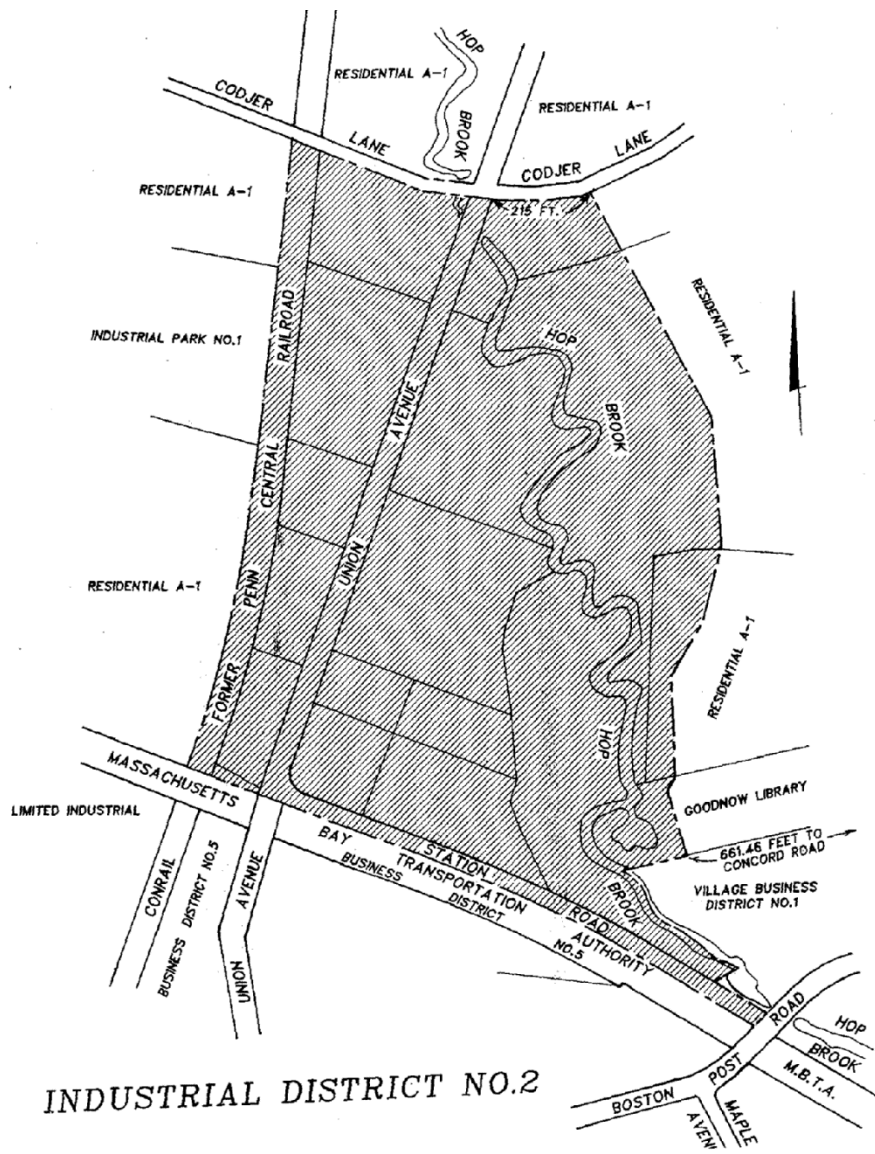 HOP
BROOK
RESIDENTIAL A-1
RESIDENTIAL A-1
CODJER
LANE
CODJER
LANE
215 FT.
RESIDENTIAL A-1
RAILROAD
INDUSTRIAL PARK NO.1
HOP
BROOK
RESIDENTIAL A-1
AVENUE
CENTRAL
UNION
PENN
RESIDENTIAL A-1
FORMER
RESIDENTIAL A-1
HOP
MASSACHUSETTS
LIMITED INDUSTRIAL
GOODNOW LIBRARY
661.46 FEET TO
CONCORD ROAD
VILLAGE BUSINESS
DISTRICT NO.1
STATION
ROAD
BAY TRANSPORTATION AUTHORITY
BUSINESS
DISTRICT
NO.5
BROOK
CONRAIL
BUSINESS DISTRICT NO.5
AVENUE
UNION
HOP
BROOK
BOSTON POST ROAD
M.B.T.A.
MAPLE
AVENU
INDUSTRIAL DISTRICT NO.2